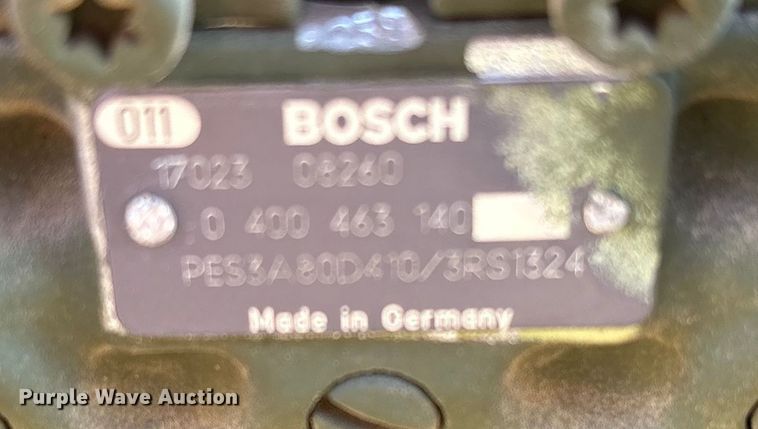 011 BOSCH
17023 08260
0 400 463 140
PES3A80D410/3RS1324
Made in Germany
Purple Wave Auction